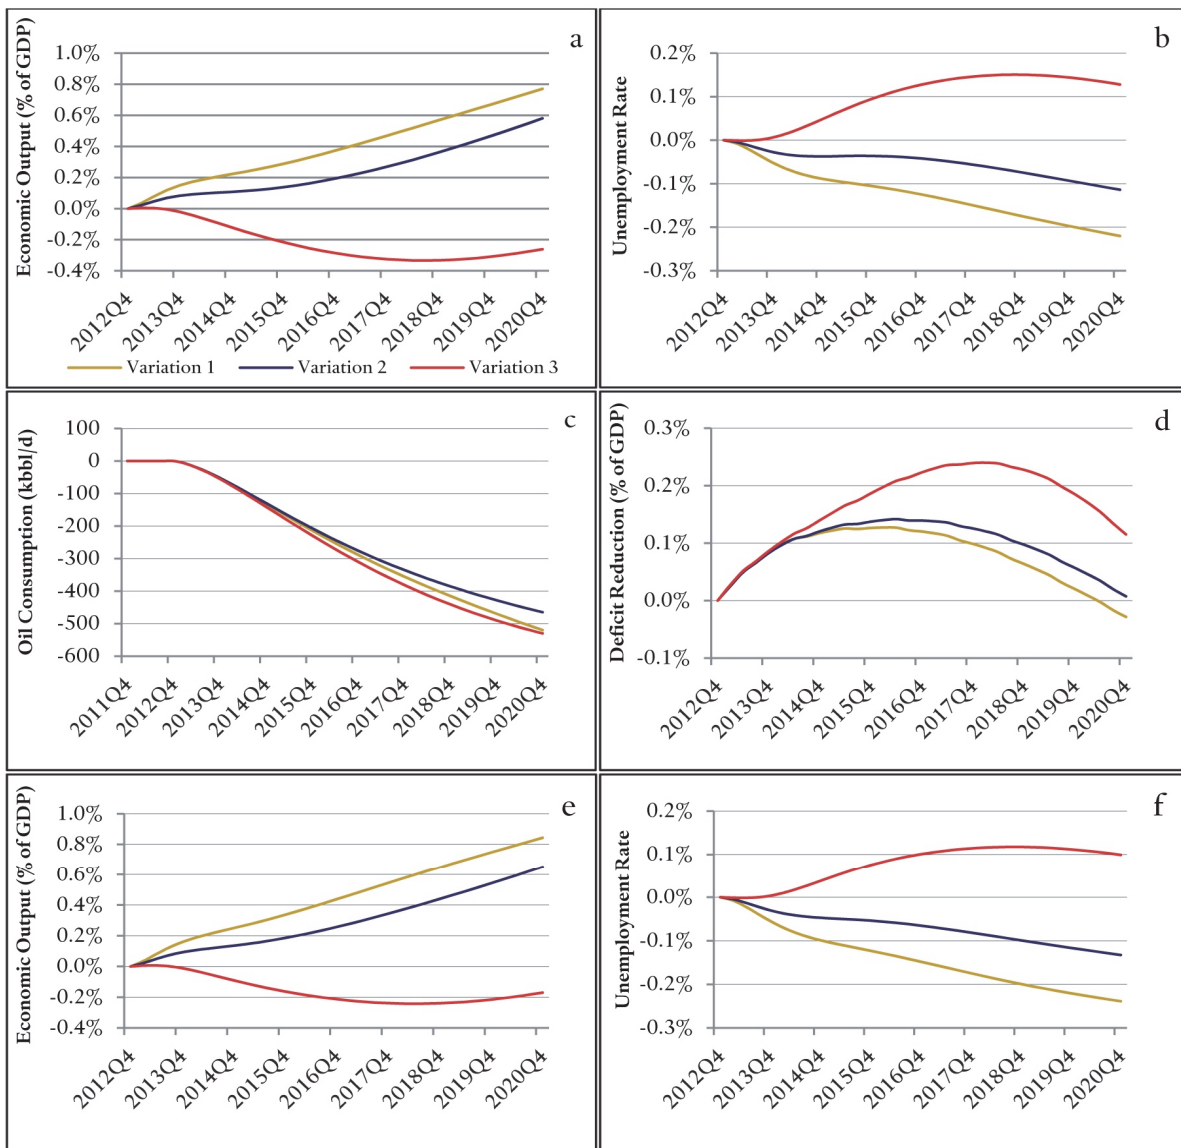 a
Economic Output (% of GDP)
1.0%
0.8%
0.6%
0.4%
0.2%
0.0%
-0.2%
-0.4%
2012Q4
2013Q4
2014Q4
2015Q4
2016Q4
2017Q4
2018Q4
2019Q4
2020Q4
Variation 1
Variation 2
Variation 3
b
Unemployment Rate
0.2%
0.1%
0.0%
-0.1%
-0.2%
-0.3%
2012Q4
2013Q4
2014Q4
2015Q4
2016Q4
2017Q4
2018Q4
2019Q4
2020Q4
c
Oil Consumption (kbbl/d)
100
0
-100
-200
-300
-400
-500
-600
2011Q4
2012Q4
2013Q4
2014Q4
2015Q4
2016Q4
2017Q4
2018Q4
2019Q4
2020Q4
d
Deficit Reduction (% of GDP)
0.3%
0.2%
0.1%
0.0%
-0.1%
2012Q4
2013Q4
2014Q4
2015Q4
2016Q4
2017Q4
2018Q4
2019Q4
2020Q4
e
Economic Output (% of GDP)
1.0%
0.8%
0.6%
0.4%
0.2%
0.0%
-0.2%
-0.4%
2012Q4
2013Q4
2014Q4
2015Q4
2016Q4
2017Q4
2018Q4
2019Q4
2020Q4
f
Unemployment Rate
0.2%
0.1%
0.0%
-0.1%
-0.2%
-0.3%
2012Q4
2013Q4
2014Q4
2015Q4
2016Q4
2017Q4
2018Q4
2019Q4
2020Q4